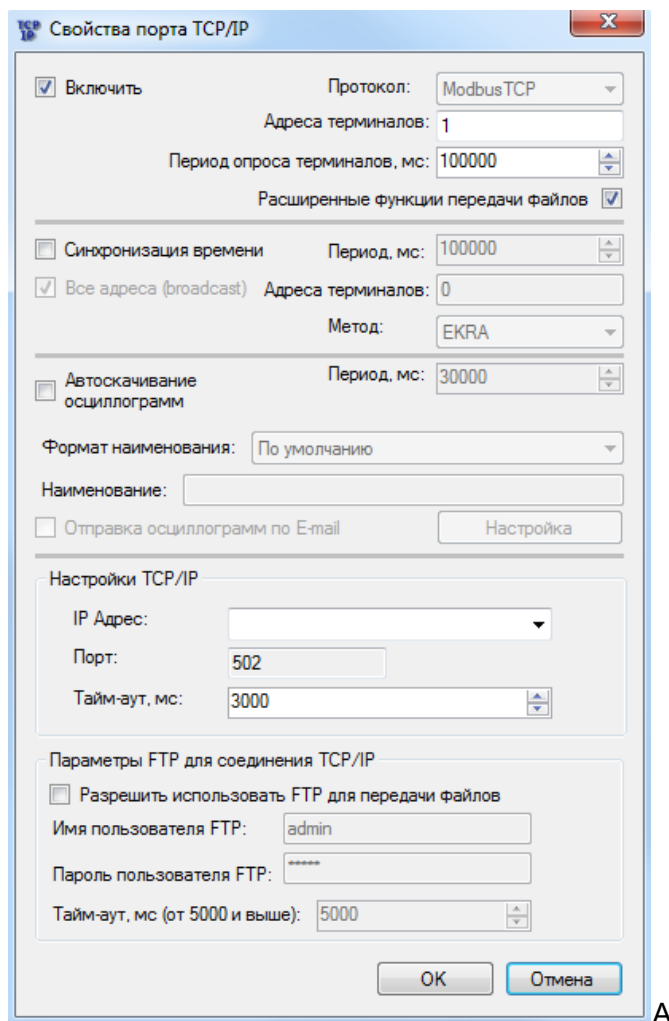 TCP IP Свойства порта TCP/IP
Включить Протокол: ModbusTCP
Адреса терминалов: 1
Период опроса терминалов, мс: 100000
Расширенные функции передачи файлов
Синхронизация времени Период, мс: 100000
Все адреса (broadcast) Адреса терминалов: 0
Метод: EKRA
Автоскачивание осциллограмм Период, мс: 30000
Формат наименования: По умолчанию
Наименование:
Отправка осциллограмм по E-mail Настройка
Настройки TCP/IP
IP Адрес:
Порт: 502
Тайм-аут, мс: 3000
Параметры FTP для соединения TCP/IP
Разрешить использовать FTP для передачи файлов
Имя пользователя FTP: admin
Пароль пользователя FTP: *****
Тайм-аут, мс (от 5000 и выше): 5000
OK Отмена
А